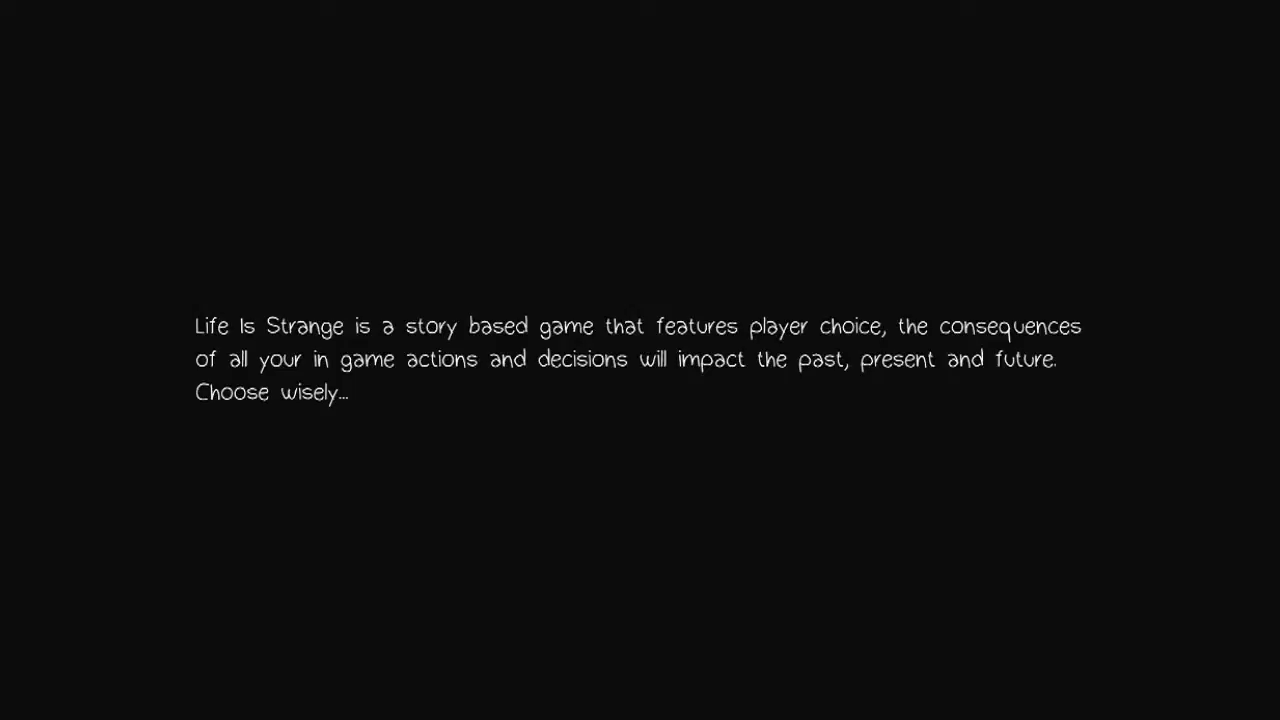 Life Is Strange is a story based game that features player choice, the consequences
of all your in game actions and decisions will impact the past, present and future.
Choose wisely...